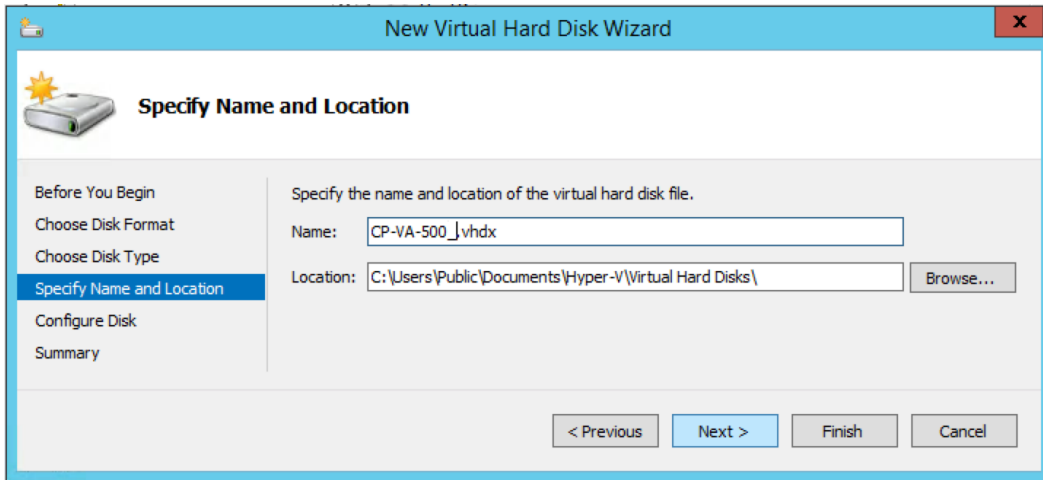 New Virtual Hard Disk Wizard
x
Specify Name and Location
Before You Begin
Choose Disk Format
Choose Disk Type
Specify Name and Location
Configure Disk
Summary
Specify the name and location of the virtual hard disk file.
Name: CP-VA-500_.vhdx
Location: C:\Users\Public\Documents\Hyper-V\Virtual Hard Disks\ Browse...
< Previous Next > Finish Cancel